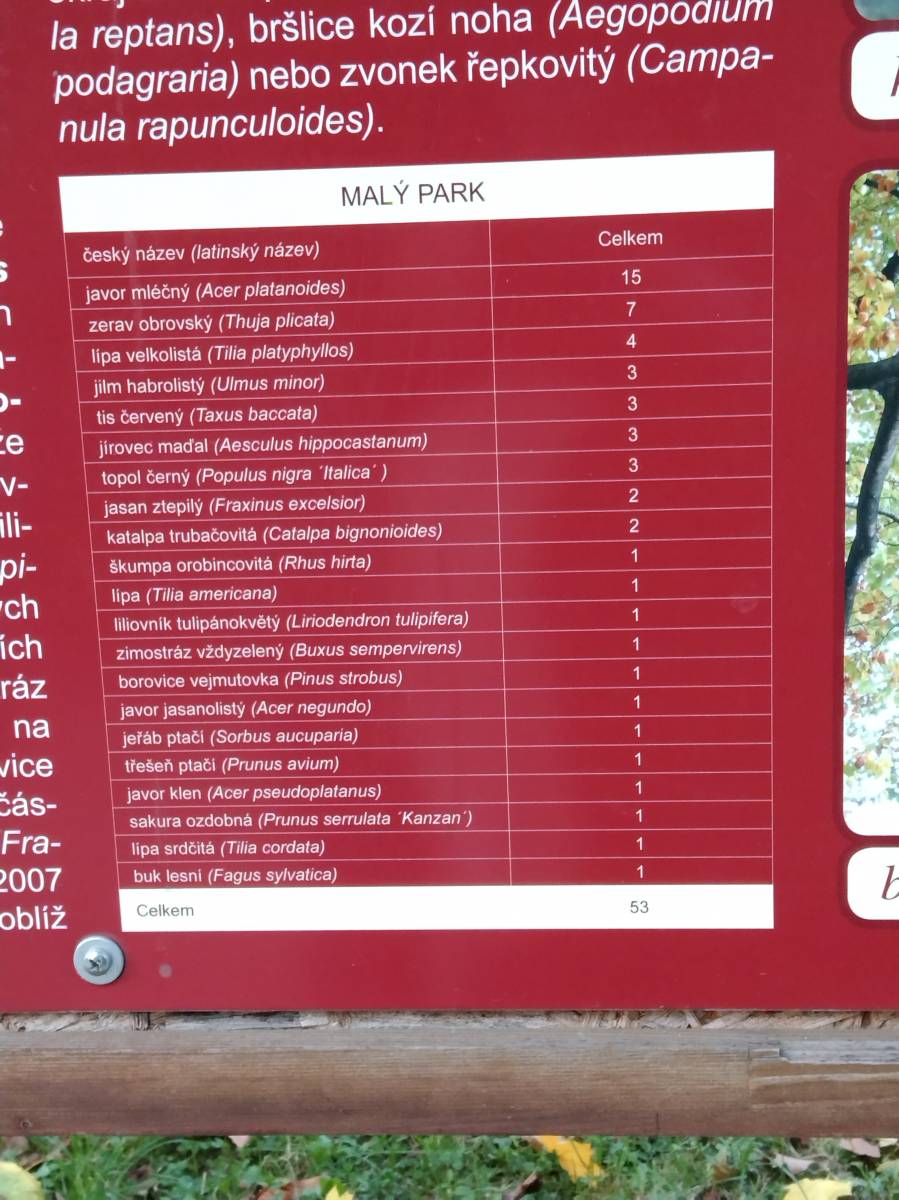 la reptans), bršlice kozí noha (Aegopodium
podagraria) nebo zvonek řepkovitý (Campa-
nula rapunculoides).
MALÝ PARK
český název (latinský název) Celkem
javor mléčný (Acer platanoides) 15
zerav obrovský (Thuja plicata) 7
lípa velkolistá (Tilia platyphyllos) 4
jilm habrolistý (Ulmus minor) 3
tis červený (Taxus baccata) 3
jírovec maďal (Aesculus hippocastanum) 3
topol černý (Populus nigra ´Italica´ ) 3
jasan ztepilý (Fraxinus excelsior) 2
katalpa trubačovitá (Catalpa bignonioides) 2
škumpa orobincovitá (Rhus hirta) 1
lípa (Tilia americana) 1
liliovník tulipánokvětý (Liriodendron tulipifera) 1
zimostráz vždyzelený (Buxus sempervirens) 1
borovice vejmutovka (Pinus strobus) 1
javor jasanolistý (Acer negundo) 1
jeřáb ptačí (Sorbus aucuparia) 1
třešeň ptačí (Prunus avium) 1
javor klen (Acer pseudoplatanus) 1
sakura ozdobná (Prunus serrulata ´Kanzan´) 1
lípa srdčitá (Tilia cordata) 1
buk lesní (Fagus sylvatica) 1
Celkem 53
v-
ili-
pi-
ých
ích
ráz
na
vice
čás-
Fra-
2007
oblíž
b